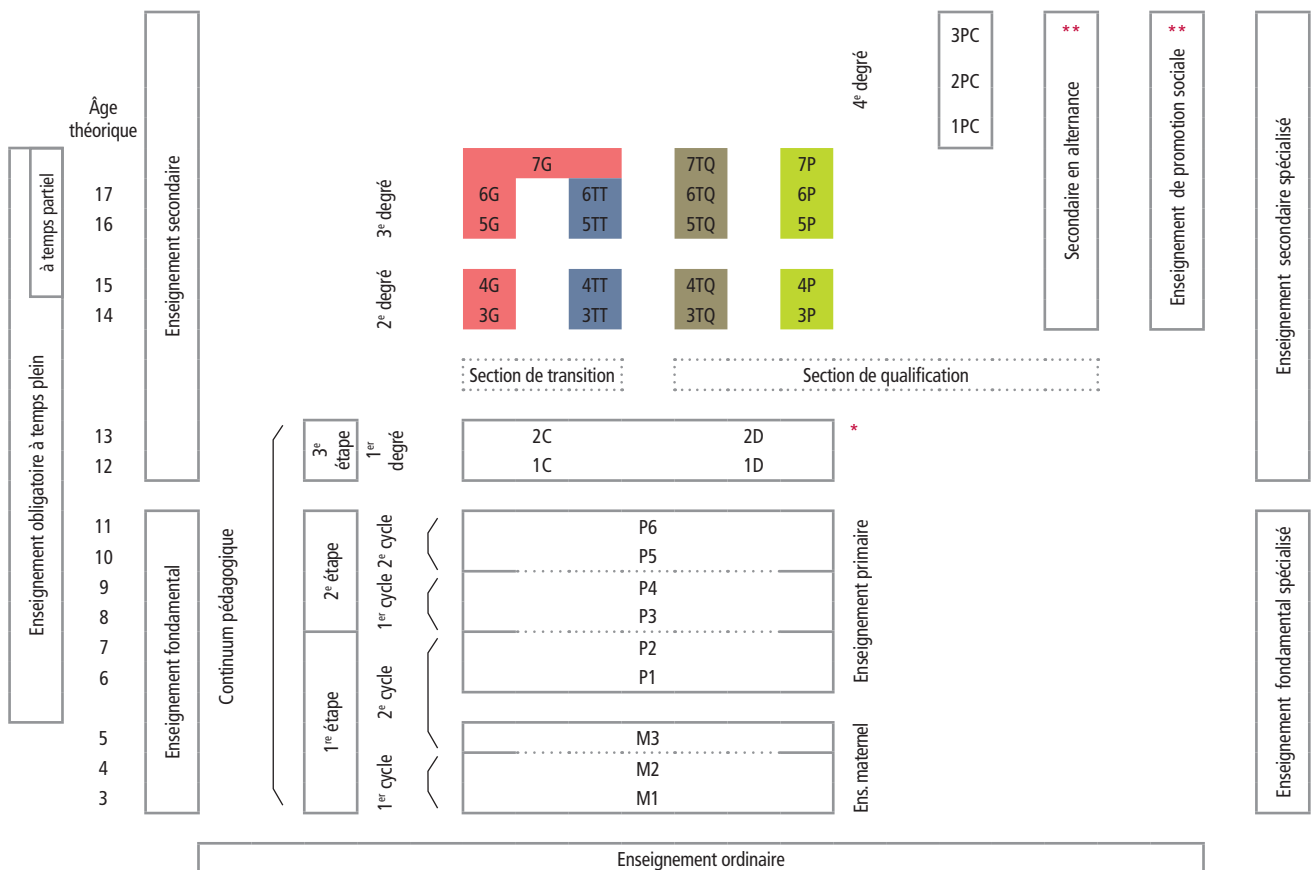 3PC
**
**
2PC
4e degré
Âge
théorique
1PC
7G
7TQ
7P
17
6G
6TT
6TQ
6P
16
5G
5TT
5TQ
5P
3e degré
à temps partiel
Enseignement secondaire
Secondaire en alternance
Enseignement de promotion sociale
Enseignement secondaire spécialisé
15
4G
4TT
4TQ
4P
14
3G
3TT
3TQ
3P
2e degré
Section de transition
Section de qualification
Enseignement obligatoire à temps plein
13
3e
étape
1er
degré
2C
2D
*
12
1C
1D
11
P6
10
P5
2e cycle
9
P4
8
P3
1er cycle
2e étape
7
P2
6
P1
2e cycle
Enseignement fondamental
Continuum pédagogique
Enseignement primaire
Enseignement fondamental spécialisé
1re étape
5
M3
4
M2
3
M1
1er cycle
Ens. maternel
Enseignement ordinaire